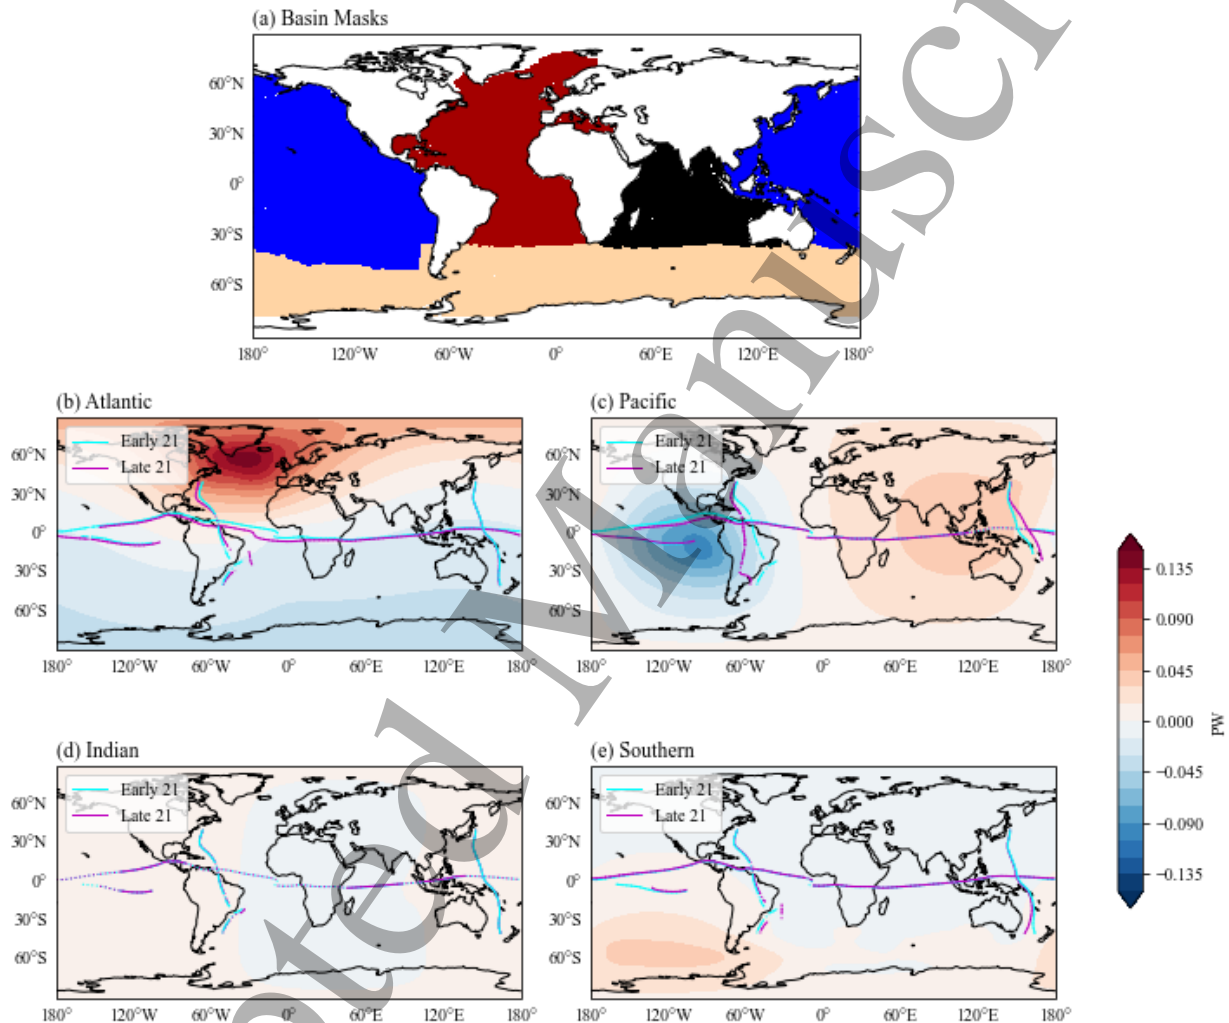 (a) Basin Masks
60°N
30°N
0°
30°S
60°S
180° 120°W 60°W 0° 60°E 120°E 180°
(b) Atlantic
Early 21
Late 21
60°N
30°N
0°
30°S
60°S
180° 120°W 60°W 0° 60°E 120°E 180°
(c) Pacific
Early 21
Late 21
60°N
30°N
0°
30°S
60°S
180° 120°W 60°W 0° 60°E 120°E 180°
(d) Indian
Early 21
Late 21
60°N
30°N
0°
30°S
60°S
180° 120°W 60°W 0° 60°E 120°E 180°
(e) Southern
Early 21
Late 21
60°N
30°N
0°
30°S
60°S
180° 120°W 60°W 0° 60°E 120°E 180°
0.135
0.090
0.045
0.000
−0.045
−0.090
−0.135
PW
pted Manuscri